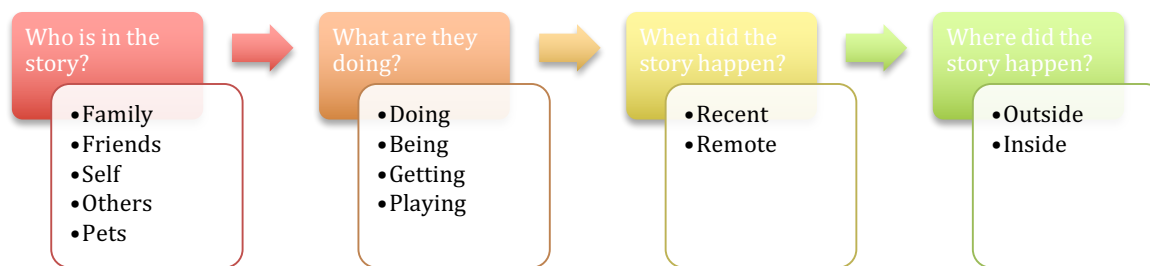 Who is in the
story?
•Family
•Friends
•Self
•Others
•Pets
What are they
doing?
•Doing
•Being
•Getting
•Playing
When did the
story happen?
•Recent
•Remote
Where did the
story happen?
•Outside
•Inside